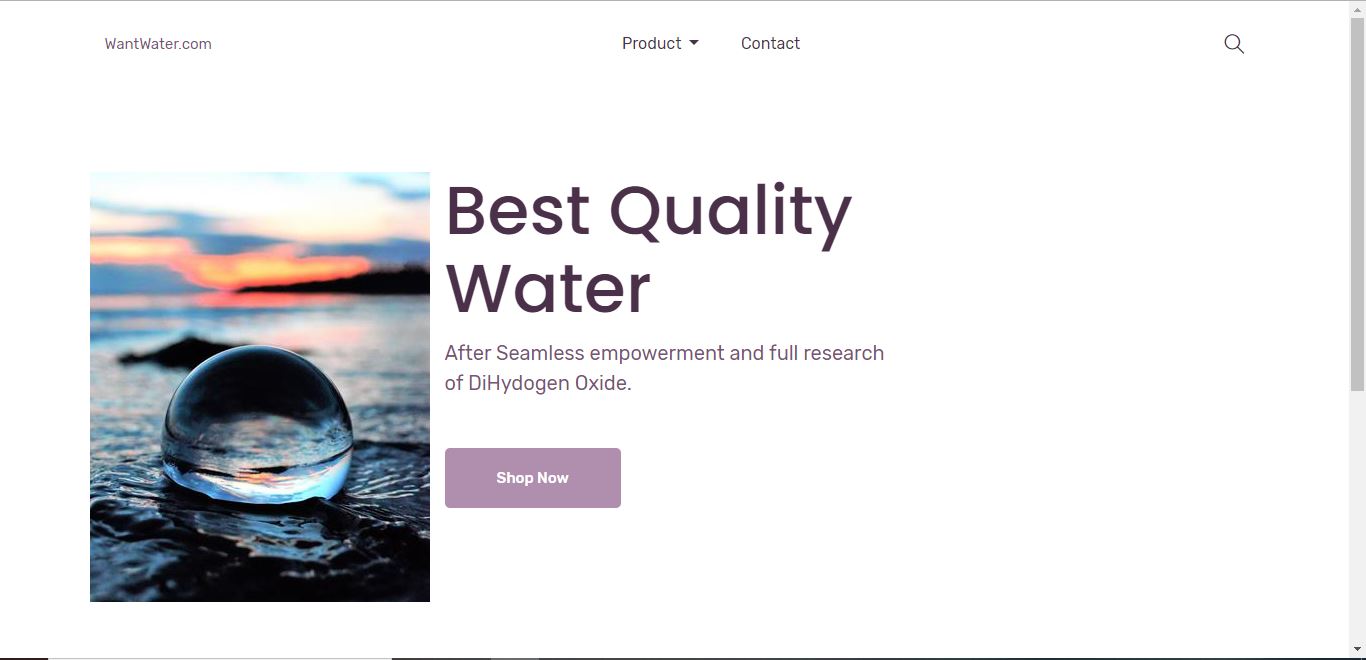 WantWater.com
Product
Contact
Best Quality
Water
After Seamless empowerment and full research
of DiHydogen Oxide.
Shop Now